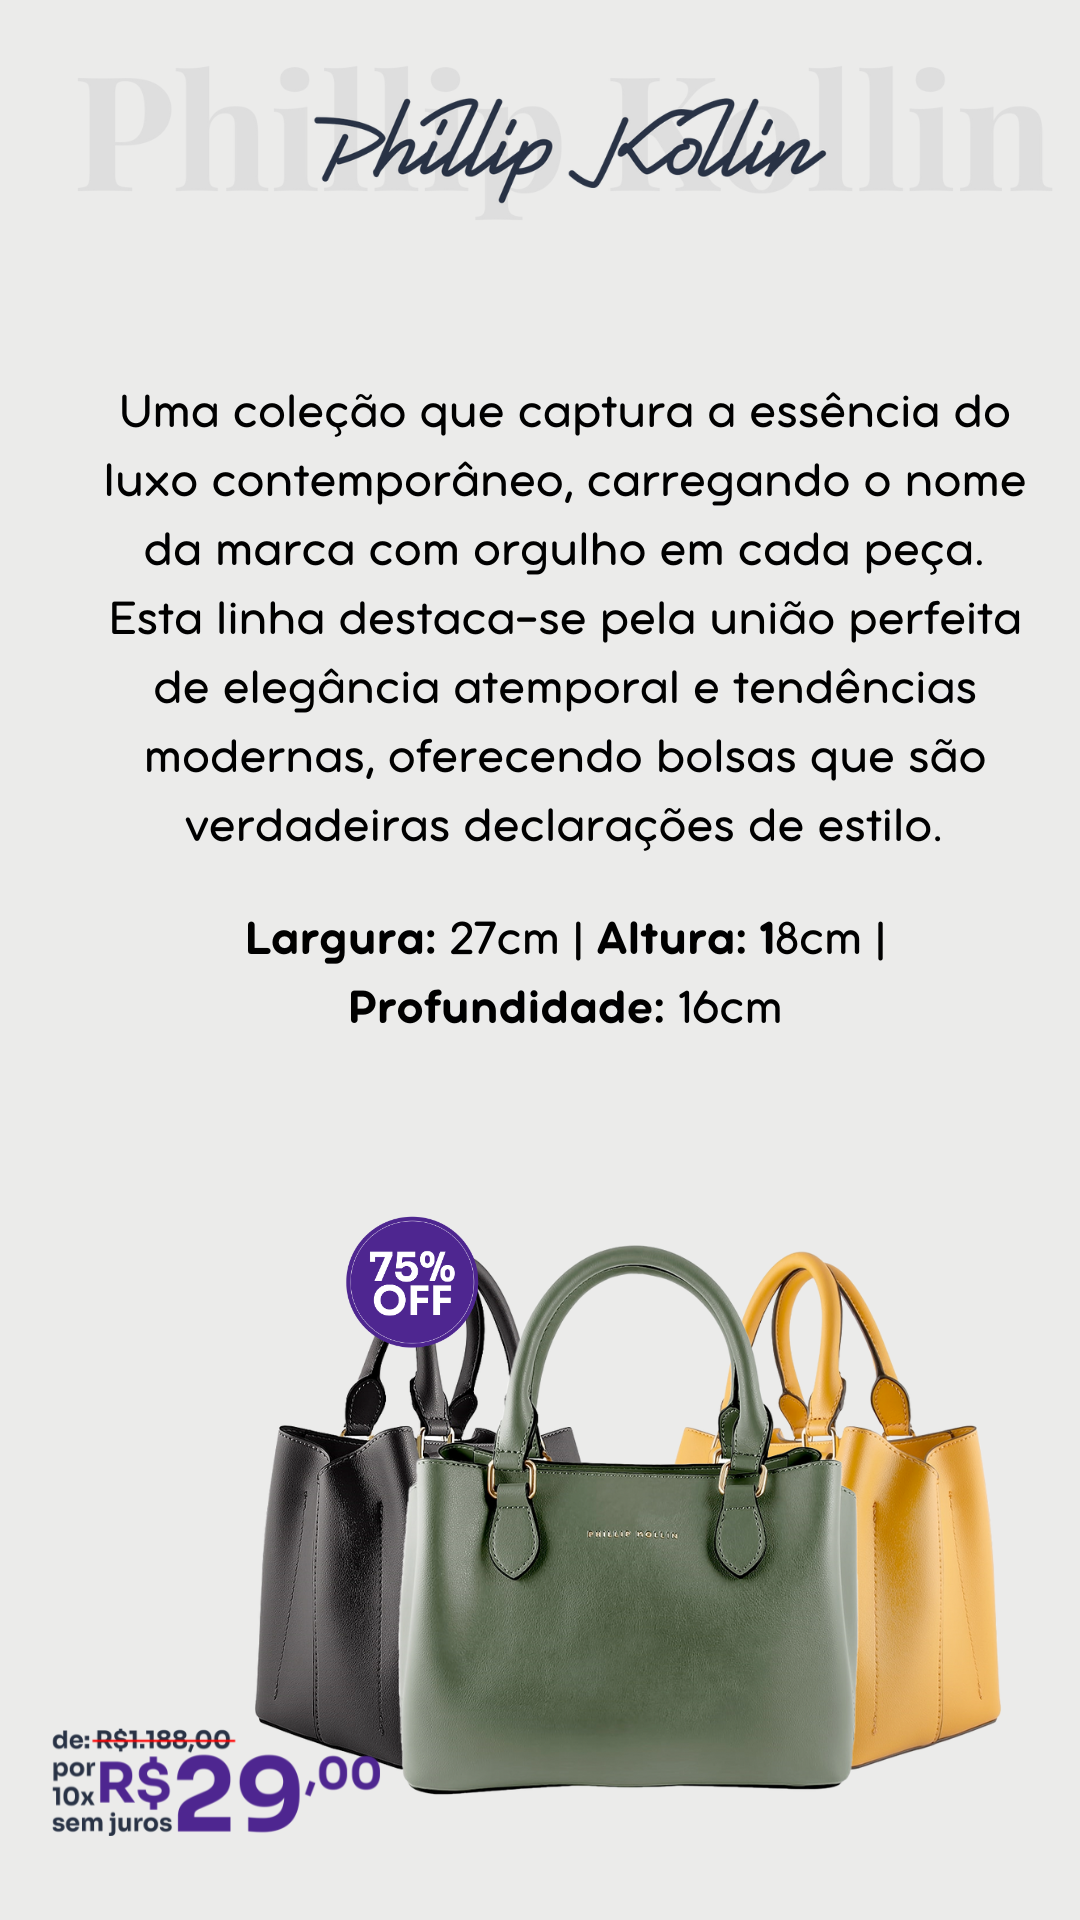 Phillip Kollin
Phillip Kollin
Uma coleção que captura a essência do
luxo contemporâneo, carregando o nome
da marca com orgulho em cada peça.
Esta linha destaca-se pela união perfeita
de elegância atemporal e tendências
modernas, oferecendo bolsas que são
verdadeiras declarações de estilo.
Largura: 27cm | Altura: 18cm |
Profundidade: 16cm
75%
OFF
PHILLIP KOLLIN
de: R$1.188,00
por
10x R$29,00
sem juros